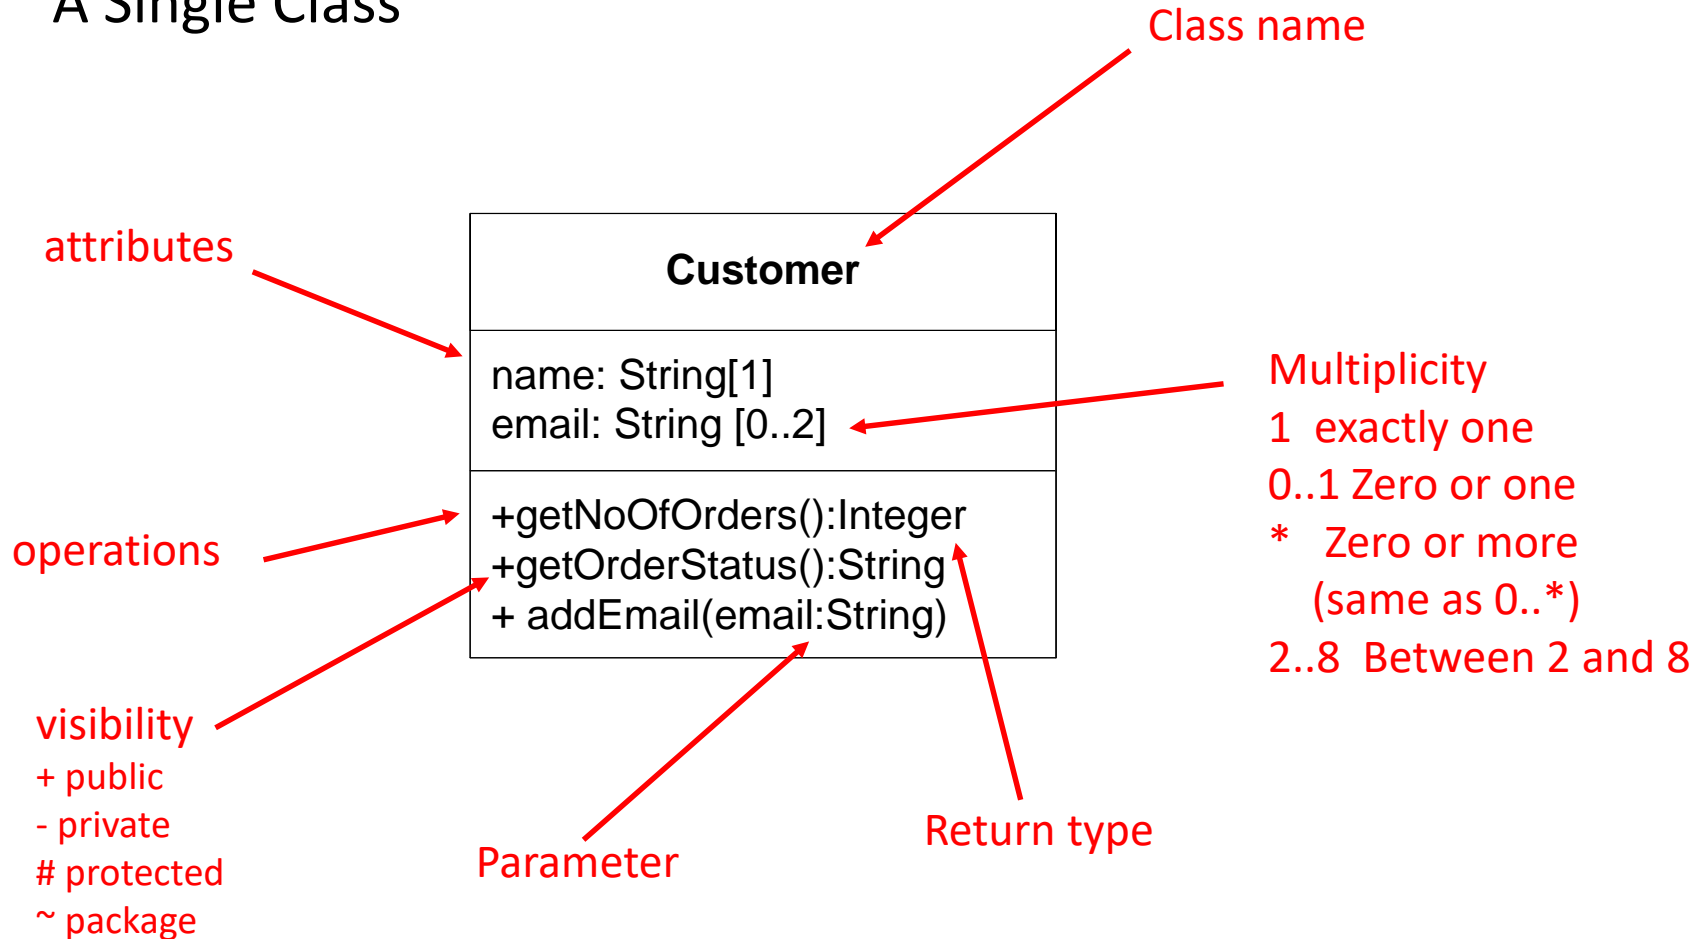 A Single Class
Class name
attributes
Customer
name: String[1]
email: String [0..2]
Multiplicity
1 exactly one
0..1 Zero or one
* Zero or more
(same as 0..*)
2..8 Between 2 and 8
operations
+getNoOfOrders():Integer
+getOrderStatus():String
+ addEmail(email:String)
visibility
+ public
- private
# protected
~ package
Parameter
Return type